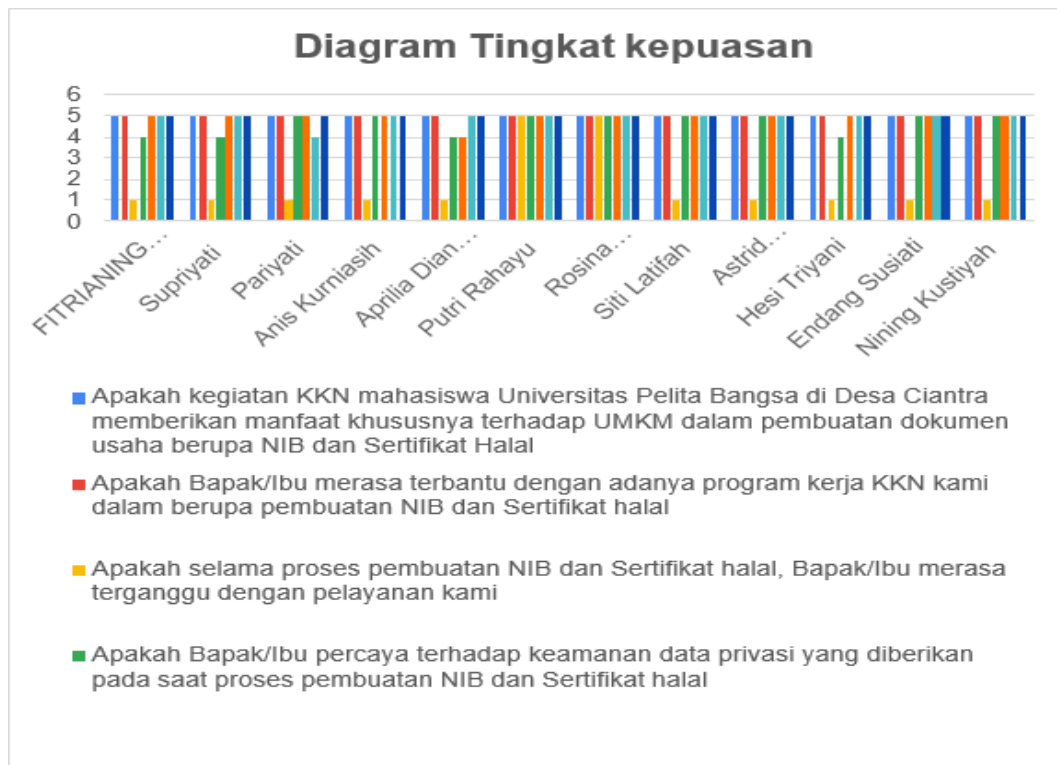 Diagram Tingkat kepuasan
6
5
4
3
2
1
0
FITRIANING...
Supriyati
Pariyati
Anis Kurniasih
Aprilia Dian...
Putri Rahayu
Rosina...
Siti Latifah
Astrid...
Hesi Triyani
Endang Susiati
Nining Kustiyah
Apakah kegiatan KKN mahasiswa Universitas Pelita Bangsa di Desa Ciantra
memberikan manfaat khususnya terhadap UMKM dalam pembuatan dokumen
usaha berupa NIB dan Sertifikat Halal
Apakah Bapak/Ibu merasa terbantu dengan adanya program kerja KKN kami
dalam berupa pembuatan NIB dan Sertifikat halal
Apakah selama proses pembuatan NIB dan Sertifikat halal, Bapak/Ibu merasa
terganggu dengan pelayanan kami
Apakah Bapak/Ibu percaya terhadap keamanan data privasi yang diberikan
pada saat proses pembuatan NIB dan Sertifikat halal